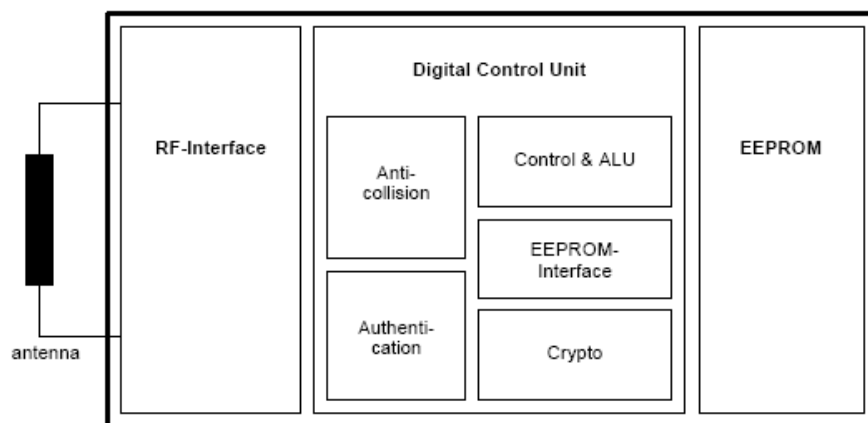 Digital Control Unit
RF-Interface
EEPROM
Anti-
collision
Control & ALU
EEPROM-
Interface
Authenti-
cation
Crypto
antenna